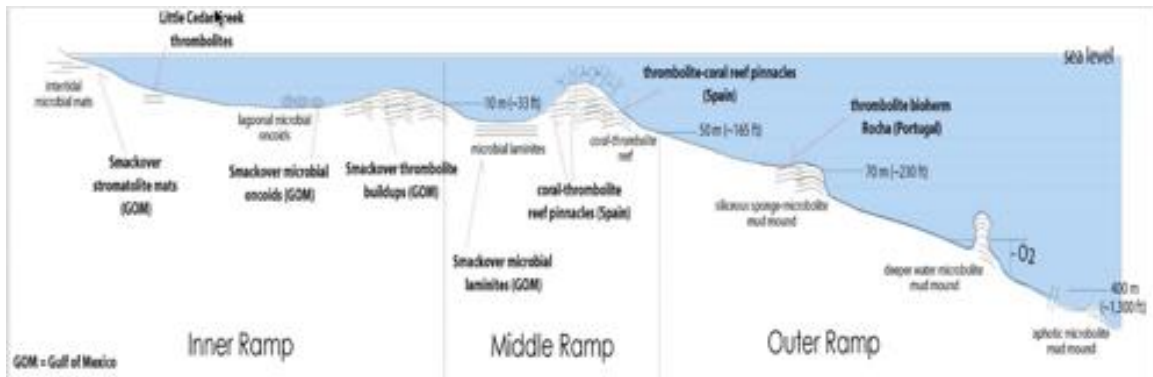 Little Cedar Creek
thrombolites
sea level
intertidal
microbial mats
lagoonal microbial
oncoids
10 m (~33 ft)
microbial laminites
thrombolite-coral reef pinnacles
(Spain)
coral-thrombolite
reef
50 m (~165 ft)
thrombolite bioherm
Rocha (Portugal)
70 m (~230 ft)
Smackover
stromatolite mats
(GOM)
Smackover microbial
oncoids (GOM)
Smackover thrombolite
buildups (GOM)
coral-thrombolite
reef pinnacles (Spain)
siliceous sponge-microbolite
mud mound
Smackover microbial
laminites (GOM)
-O2
deeper water microbolite
mud mound
400 m
(~1,300 ft)
aphotic microbolite
mud mound
Inner Ramp
Middle Ramp
Outer Ramp
GOM = Gulf of Mexico